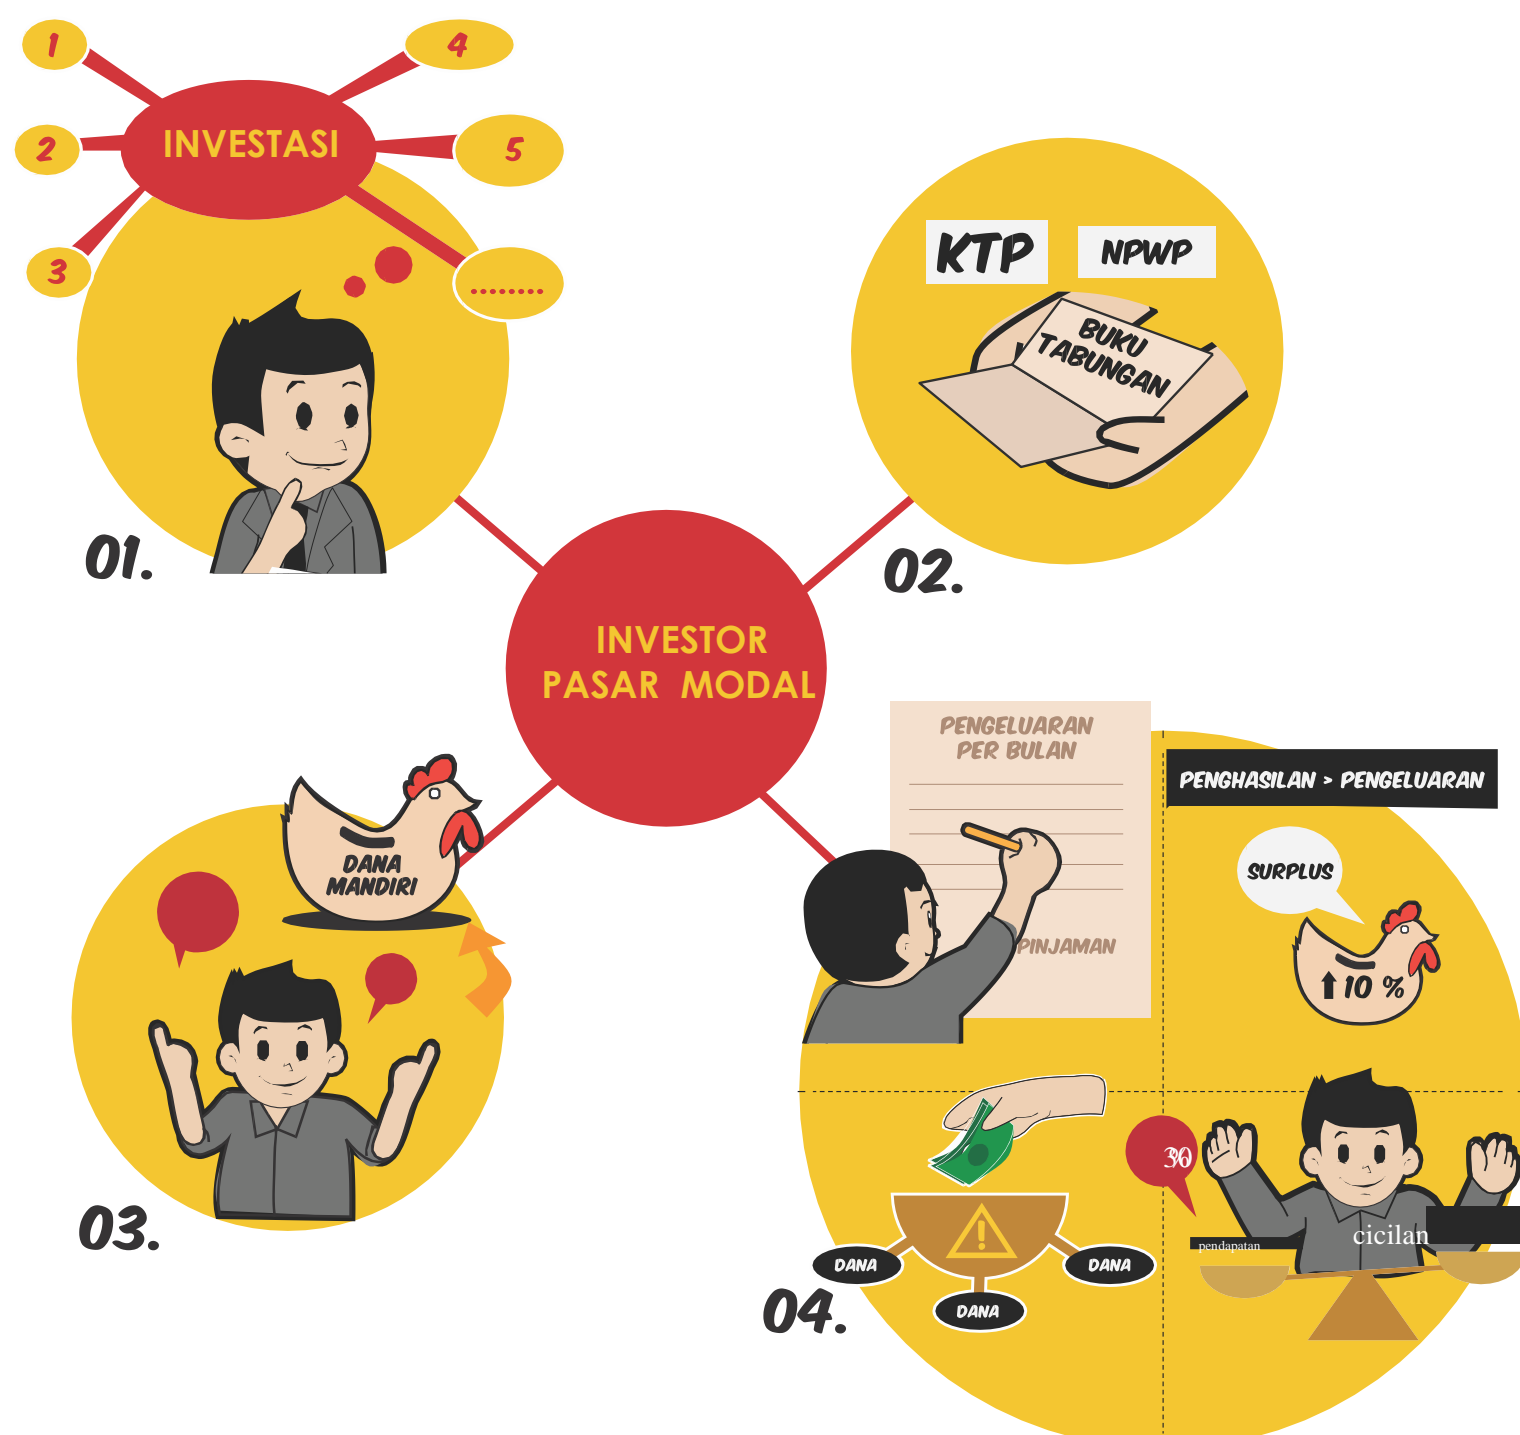 1
4
INVESTASI
2
5
3
........
01.
KTP
NPWP
BUKU
TABUNGAN
02.
INVESTOR
PASAR MODAL
DANA
MANDIRI
03.
PENGELUARAN
PER BULAN
PINJAMAN
PENGHASILAN > PENGELUARAN
SURPLUS
10 %
DANA
DANA
DANA
pendapatan
cicilan
04.